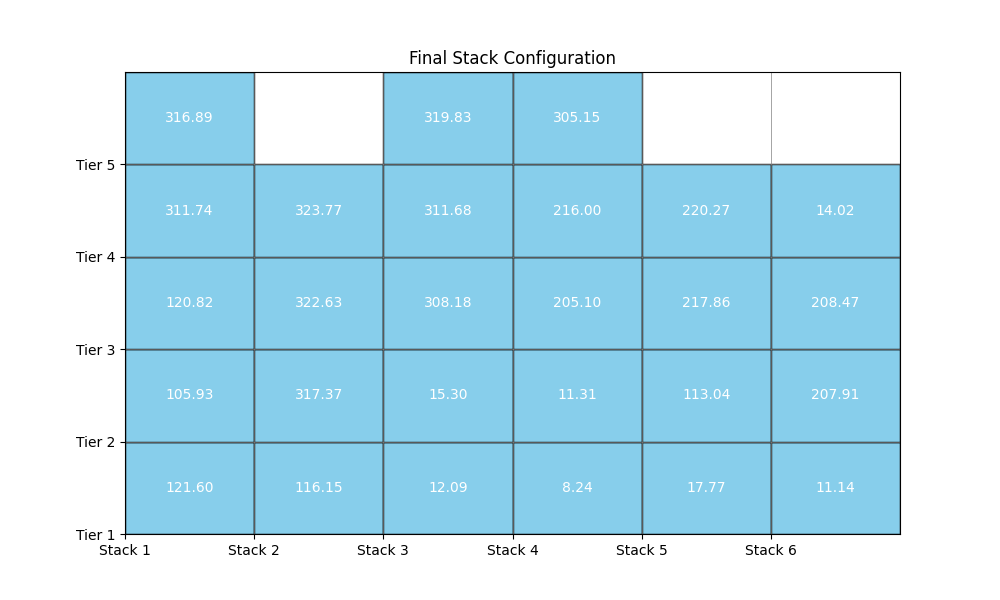 Final Stack Configuration
316.89 319.83 305.15
Tier 5
311.74 323.77 311.68 216.00 220.27 14.02
Tier 4
120.82 322.63 308.18 205.10 217.86 208.47
Tier 3
105.93 317.37 15.30 11.31 113.04 207.91
Tier 2
121.60 116.15 12.09 8.24 17.77 11.14
Tier 1
Stack 1 Stack 2 Stack 3 Stack 4 Stack 5 Stack 6